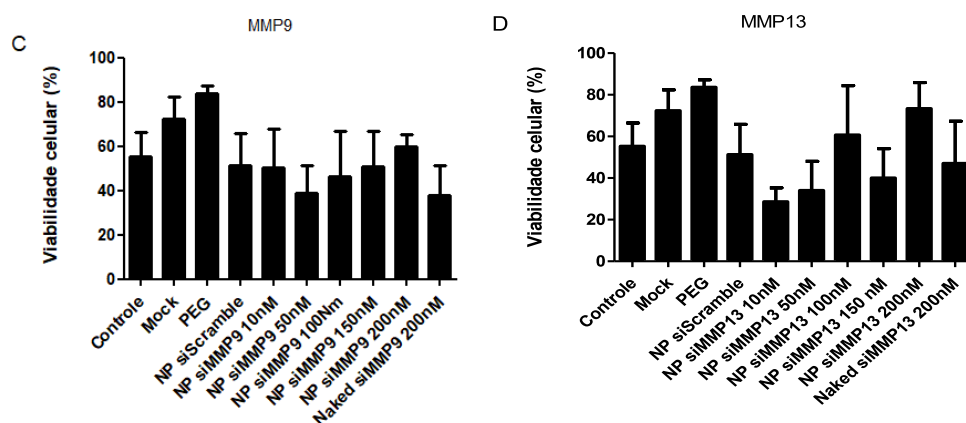 C
MMP9
Viabilidade celular (%)
100
80
60
40
20
0
Controle
Mock
PEG
NP siScramble
NP siMMP9 10nM
NP siMMP9 50nM
NP siMMP9 100Nm
NP siMMP9 150nM
NP siMMP9 200nM
Naked siMMP9 200nM
D
MMP13
Viabilidade celular (%)
100
80
60
40
20
0
Controle
Mock
PEG
NP siScramble
NP siMMP13 10nM
NP siMMP13 50nM
NP siMMP13 100nM
NP siMMP13 150 nM
NP siMMP13 200nM
Naked siMMP13 200nM